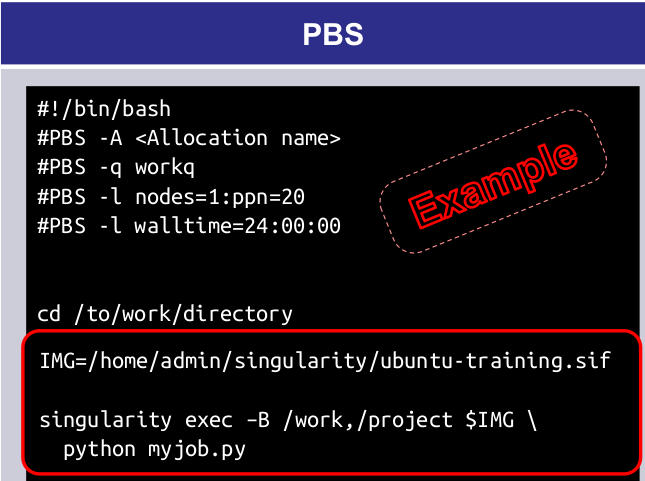 PBS
#!/bin/bash
#PBS -A <Allocation name>
#PBS -q workq
#PBS -l nodes=1:ppn=20
#PBS -l walltime=24:00:00
Example
cd /to/work/directory
IMG=/home/admin/singularity/ubuntu-training.sif
singularity exec –B /work,/project $IMG \
  python myjob.py